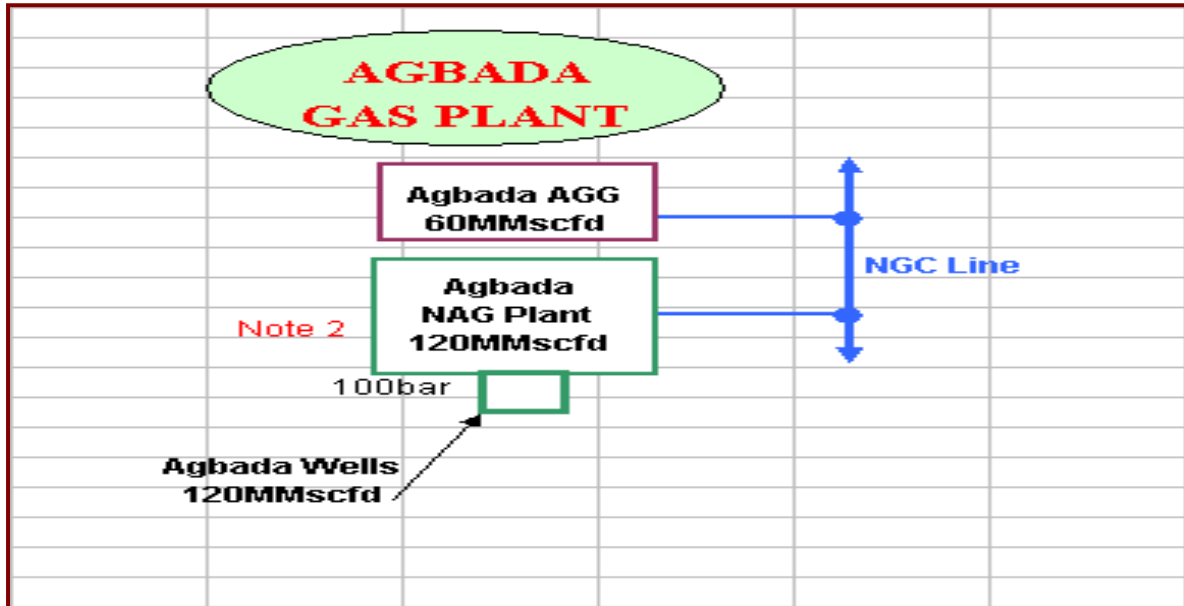 AGBADA
GAS PLANT
Agbada AGG
60MMscfd
NGC Line
Agbada
NAG Plant
120MMscfd
Note 2
100bar
Agbada Wells
120MMscfd